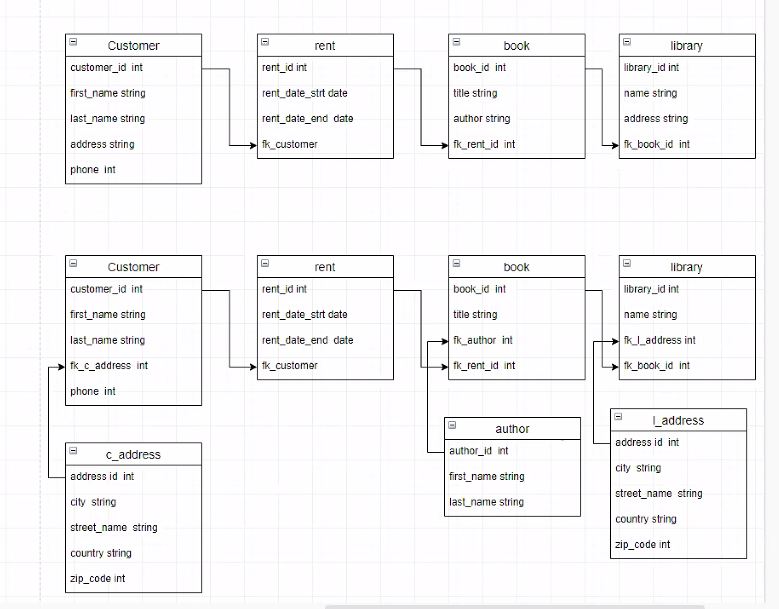 Customer
customer_id int
first_name string
last_name string
address string
phone int
rent
rent_id int
rent_date_strt date
rent_date_end date
fk_customer
book
book_id int
title string
author string
fk_rent_id int
library
library_id int
name string
address string
fk_book_id int
Customer
customer_id int
first_name string
last_name string
fk_c_address int
phone int
rent
rent_id int
rent_date_strt date
rent_date_end date
fk_customer
book
book_id int
title string
fk_author int
fk_rent_id int
library
library_id int
name string
fk_l_address int
fk_book_id int
c_address
address id int
city string
street_name string
country string
zip_code int
author
author_id int
first_name string
last_name string
l_address
address id int
city string
street_name string
country string
zip_code int